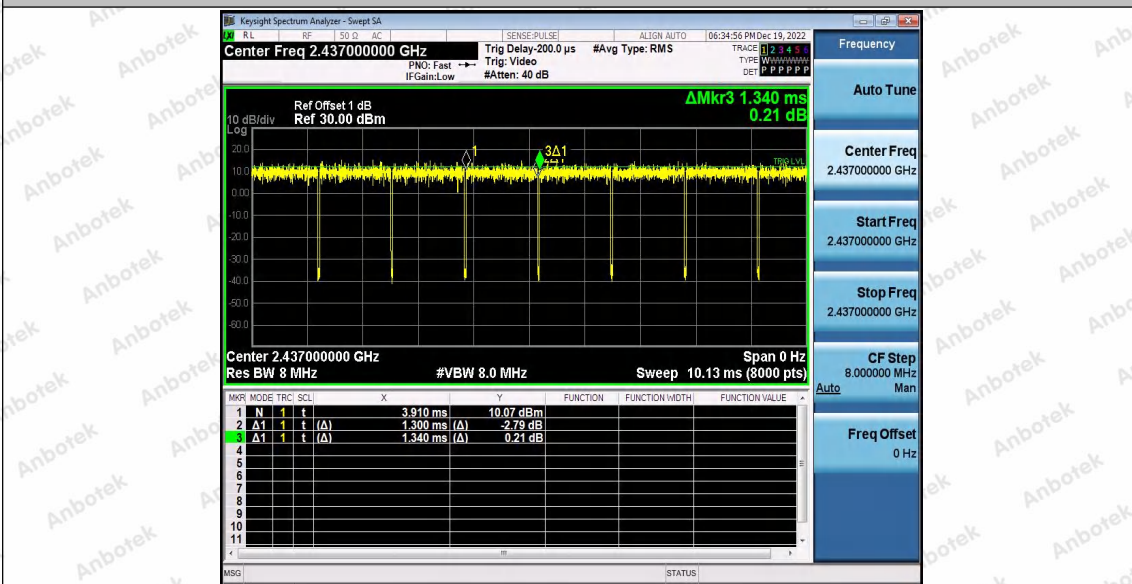 Keysight Spectrum Analyzer - Swept SA
LXI RL RF 50 Ω AC SENSE:PULSE ALIGN AUTO 06:34:56 PM Dec 19, 2022
Center Freq 2.437000000 GHz
PNO: Fast
IFGain:Low
Trig Delay-200.0 µs
Trig: Video
#Atten: 40 dB
#Avg Type: RMS
TRACE 1 2 3 4 5 6
TYPE WWWWWW
DET P P P P P P
ΔMkr3 1.340 ms
0.21 dB
Ref Offset 1 dB
10 dB/div Ref 30.00 dBm
Log
20.0
10.0
0.00
-10.0
-20.0
-30.0
-40.0
-50.0
-60.0
1
3Δ1
TRIG LVL
Center 2.437000000 GHz Span 0 Hz
Res BW 8 MHz #VBW 8.0 MHz Sweep 10.13 ms (8000 pts)
MKR MODE TRC SCL X Y FUNCTION FUNCTION WIDTH FUNCTION VALUE
1 N 1 t 3.910 ms 10.07 dBm
2 Δ1 1 t (Δ) 1.300 ms (Δ) -2.79 dB
3 Δ1 1 t (Δ) 1.340 ms (Δ) 0.21 dB
4
5
6
7
8
9
10
11
MSG STATUS
Frequency
Auto Tune
Center Freq
2.437000000 GHz
Start Freq
2.437000000 GHz
Stop Freq
2.437000000 GHz
CF Step
8.000000 MHz
Auto Man
Freq Offset
0 Hz
Anbotek